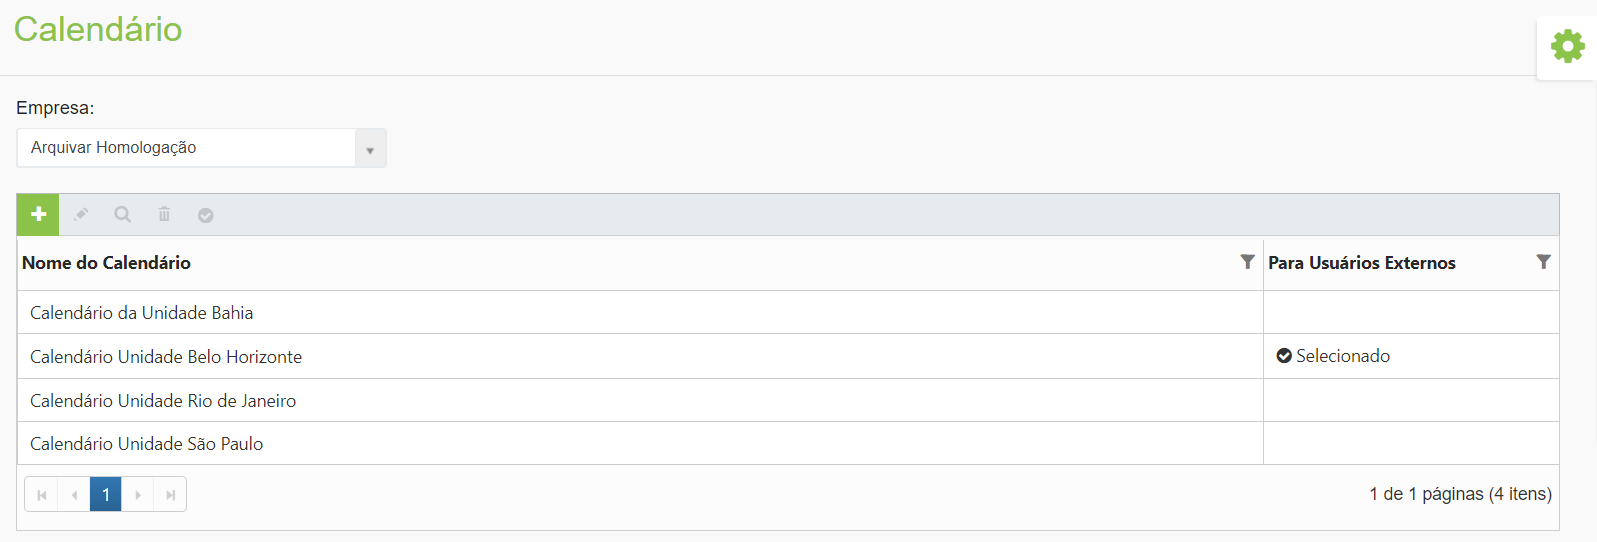 Calendário
Empresa:
Arquivar Homologação
Nome do Calendário Para Usuários Externos
Calendário da Unidade Bahia
Calendário Unidade Belo Horizonte Selecionado
Calendário Unidade Rio de Janeiro
Calendário Unidade São Paulo
1 1 de 1 páginas (4 itens)